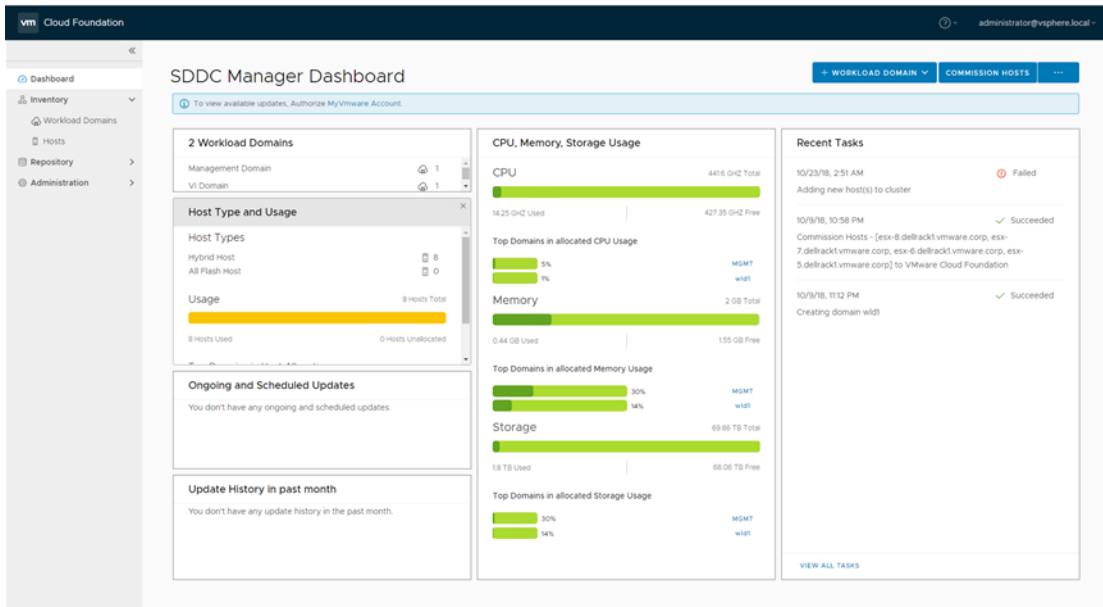 vm Cloud Foundation
administrator@vsphere.local
Dashboard
Inventory
Workload Domains
Hosts
Repository
Administration
SDDC Manager Dashboard
+ WORKLOAD DOMAIN
COMMISSION HOSTS
...
To view available updates, Authorize MyVmware Account.
2 Workload Domains
Management Domain 1
VI Domain 1
Host Type and Usage
Host Types
Hybrid Host 8
All Flash Host 0
Usage 8 Hosts Total
8 Hosts Used 0 Hosts Unallocated
Ongoing and Scheduled Updates
You don't have any ongoing and scheduled updates.
Update History in past month
You don't have any update history in the past month.
CPU, Memory, Storage Usage
CPU 441.6 GHZ Total
14.25 GHZ Used 427.35 GHZ Free
Top Domains in allocated CPU Usage
5% MGMT
1% wld1
Memory 2 GB Total
0.44 GB Used 1.55 GB Free
Top Domains in allocated Memory Usage
30% MGMT
14% wld1
Storage 69.86 TB Total
1.8 TB Used 68.06 TB Free
Top Domains in allocated Storage Usage
30% MGMT
14% wld1
Recent Tasks
10/23/18, 2:51 AM Failed
Adding new host(s) to cluster
10/9/18, 10:58 PM Succeeded
Commission Hosts - [esx-8.dellrack1.vmware.corp, esx-
7.dellrack1.vmware.corp, esx-6.dellrack1.vmware.corp, esx-
5.dellrack1.vmware.corp] to VMware Cloud Foundation
10/9/18, 11:12 PM Succeeded
Creating domain wld1
VIEW ALL TASKS